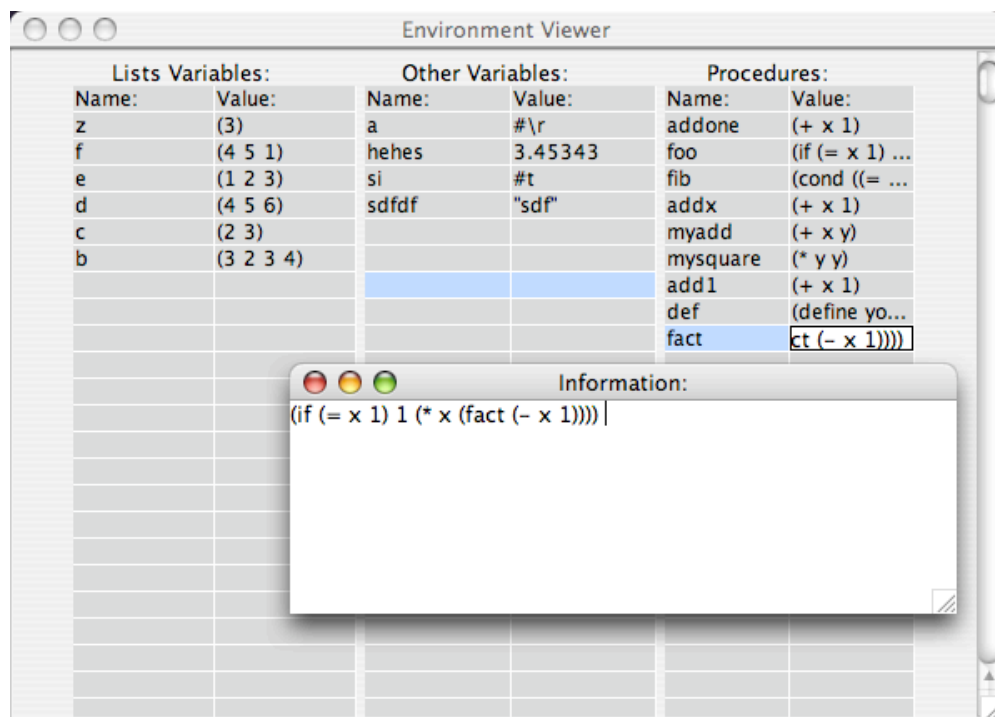 Environment Viewer
Lists Variables: Other Variables: Procedures:
Name: Value: Name: Value: Name: Value:
z (3) a #\r addone (+ x 1)
f (4 5 1) hehes 3.45343 foo (if (= x 1) ...
e (1 2 3) si #t fib (cond ((= ...
d (4 5 6) sdfdf "sdf" addx (+ x 1)
c (2 3) myadd (+ x y)
b (3 2 3 4) mysquare (* y y)
add1 (+ x 1)
def (define yo...
fact ct (- x 1))))
Information:
(if (= x 1) 1 (* x (fact (- x 1))))